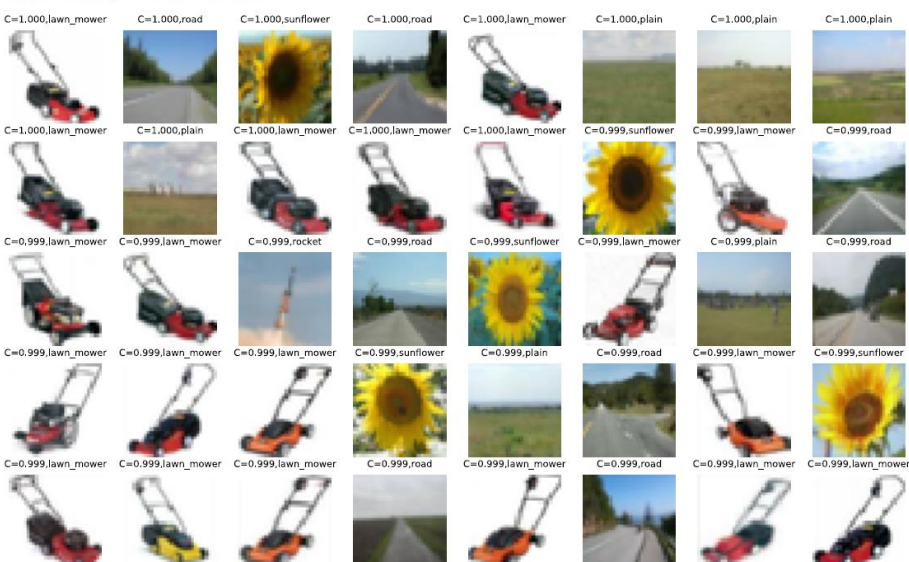 C=1.000,lawn_mower C=1.000,road C=1.000,sunflower C=1.000,road C=1.000,lawn_mower C=1.000,plain C=1.000,plain C=1.000,plain
C=1.000,lawn_mower C=1.000,plain C=1.000,lawn_mower C=1.000,lawn_mower C=1.000,lawn_mower C=0.999,sunflower C=0.999,lawn_mower C=0.999,road
C=0.999,lawn_mower C=0.999,lawn_mower C=0.999,rocket C=0.999,road C=0.999,sunflower C=0.999,lawn_mower C=0.999,plain C=0.999,road
C=0.999,lawn_mower C=0.999,lawn_mower C=0.999,lawn_mower C=0.999,sunflower C=0.999,plain C=0.999,road C=0.999,lawn_mower C=0.999,sunflower
C=0.999,lawn_mower C=0.999,lawn_mower C=0.999,lawn_mower C=0.999,road C=0.999,lawn_mower C=0.999,road C=0.999,lawn_mower C=0.999,lawn_mower